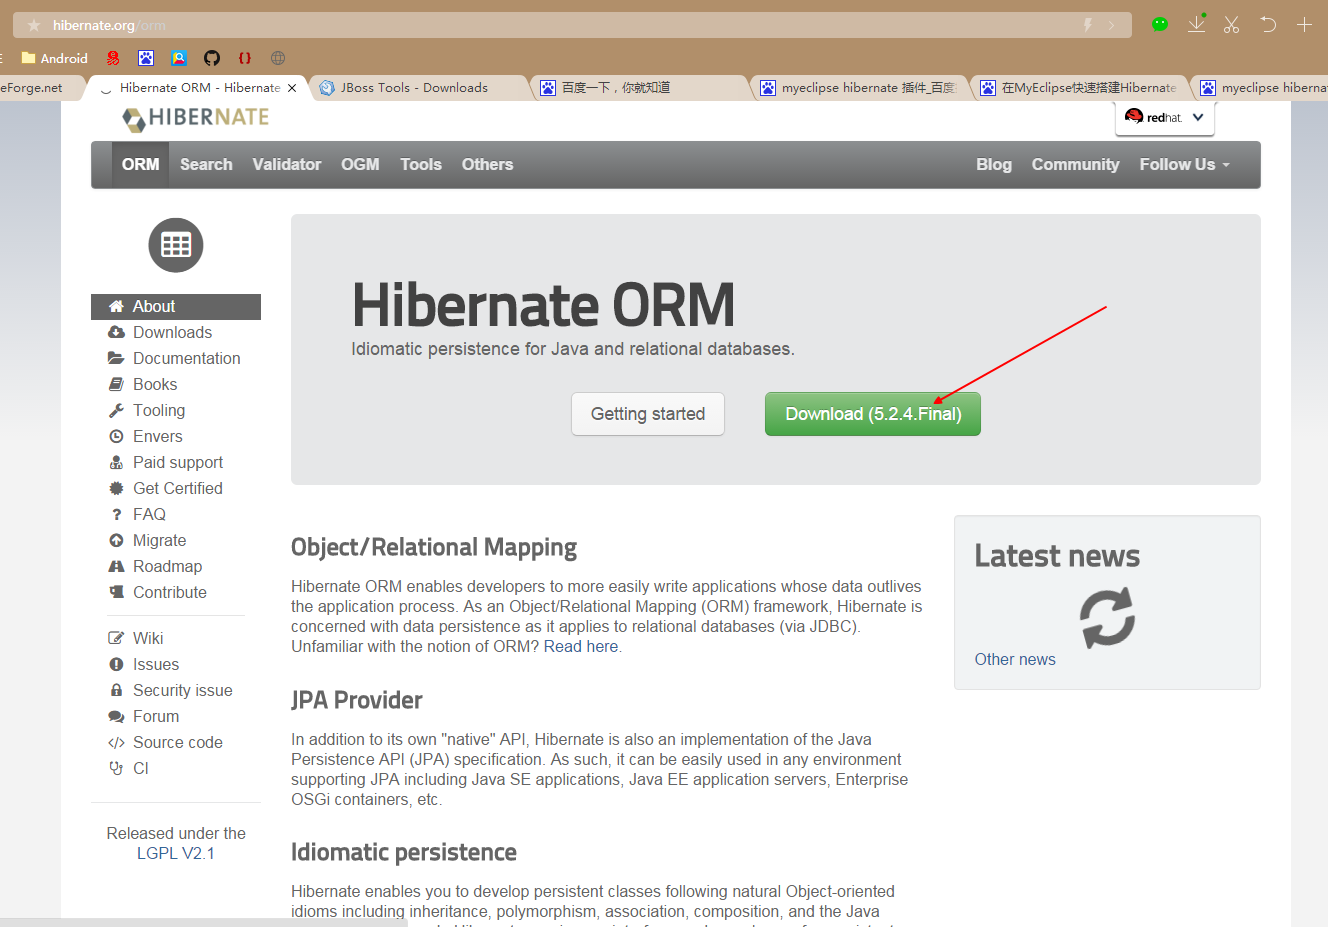 hibernate.org/orm
Android
eForge.net
Hibernate ORM - Hibernate
JBoss Tools - Downloads
百度一下，你就知道
myeclipse hibernate 插件_百度
在MyEclipse快速搭建Hibernate
myeclipse hibernat
HIBERNATE
redhat.
ORM Search Validator OGM Tools Others Blog Community Follow Us
Hibernate ORM
Idiomatic persistence for Java and relational databases.
Getting started
Download (5.2.4.Final)
About
Downloads
Documentation
Books
Tooling
Envers
Paid support
Get Certified
FAQ
Migrate
Roadmap
Contribute
Wiki
Issues
Security issue
Forum
Source code
CI
Released under the
LGPL V2.1
Object/Relational Mapping
Hibernate ORM enables developers to more easily write applications whose data outlives
the application process. As an Object/Relational Mapping (ORM) framework, Hibernate is
concerned with data persistence as it applies to relational databases (via JDBC).
Unfamiliar with the notion of ORM? Read here.
JPA Provider
In addition to its own "native" API, Hibernate is also an implementation of the Java
Persistence API (JPA) specification. As such, it can be easily used in any environment
supporting JPA including Java SE applications, Java EE application servers, Enterprise
OSGi containers, etc.
Idiomatic persistence
Hibernate enables you to develop persistent classes following natural Object-oriented
idioms including inheritance, polymorphism, association, composition, and the Java
Latest news
Other news